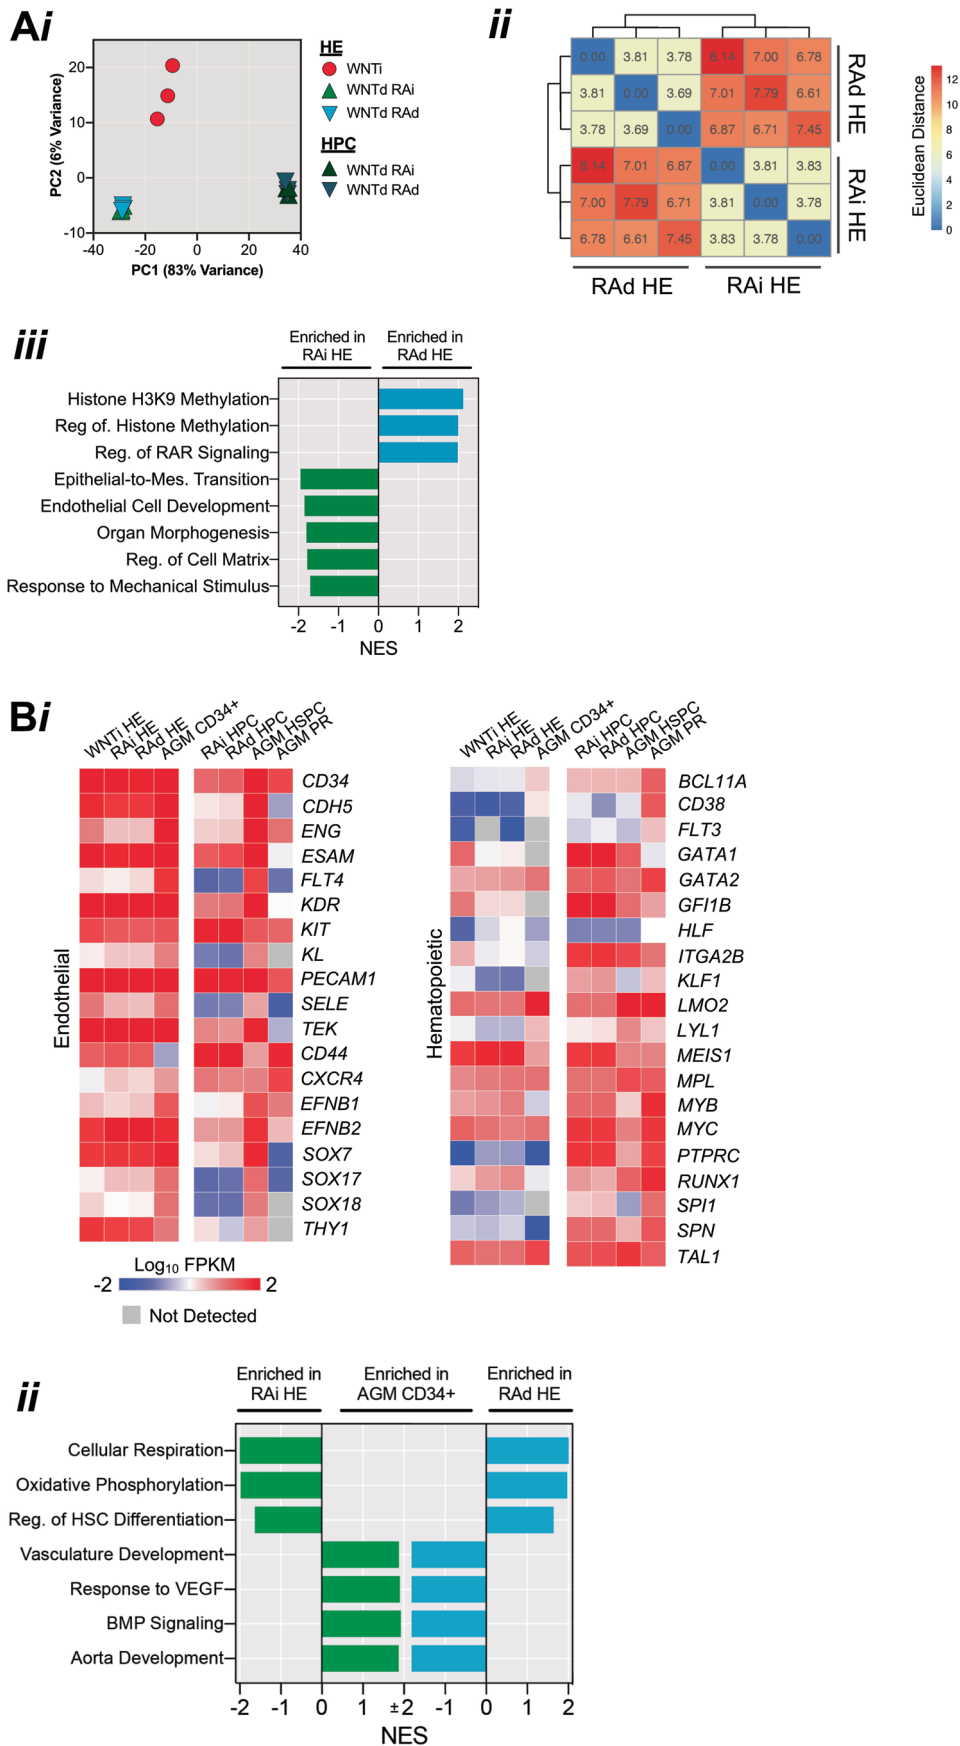 Ai
20
10
0
-10
-40
-20
0
20
40
PC2 (6% Variance)
PC1 (83% Variance)
HE
WNTi
WNTd RAi
WNTd RAd
HPC
WNTd RAi
WNTd RAd
ii
0.00 3.81 3.78 8.14 7.00 6.78
3.81 0.00 3.69 7.01 7.79 6.61
3.78 3.69 0.00 6.87 6.71 7.45
8.14 7.01 6.87 0.00 3.81 3.83
7.00 7.79 6.71 3.81 0.00 3.78
6.78 6.61 7.45 3.83 3.78 0.00
RAd HE
RAi HE
RAd HE
RAi HE
Euclidean Distance
12
10
8
6
4
2
0
iii
Enriched in
RAi HE
Enriched in
RAd HE
Histone H3K9 Methylation
Reg of. Histone Methylation
Reg. of RAR Signaling
Epithelial-to-Mes. Transition
Endothelial Cell Development
Organ Morphogenesis
Reg. of Cell Matrix
Response to Mechanical Stimulus
-2 -1 0 1 2
NES
Bi
WNTi HE
RAi HE
RAd HE
AGM CD34+
RAi HPC
RAd HPC
AGM HSPC
AGM PR
Endothelial
CD34
CDH5
ENG
ESAM
FLT4
KDR
KIT
KL
PECAM1
SELE
TEK
CD44
CXCR4
EFNB1
EFNB2
SOX7
SOX17
SOX18
THY1
WNTi HE
RAi HE
RAd HE
AGM CD34+
RAi HPC
RAd HPC
AGM HSPC
AGM PR
Hematopoietic
BCL11A
CD38
FLT3
GATA1
GATA2
GFI1B
HLF
ITGA2B
KLF1
LMO2
LYL1
MEIS1
MPL
MYB
MYC
PTPRC
RUNX1
SPI1
SPN
TAL1
Log₁₀ FPKM
-2 2
Not Detected
ii
Enriched in
RAi HE
Enriched in
AGM CD34+
Enriched in
RAd HE
Cellular Respiration
Oxidative Phosphorylation
Reg. of HSC Differentiation
Vasculature Development
Response to VEGF
BMP Signaling
Aorta Development
-2 -1 0 1 ±2 -1 0 1 2
NES